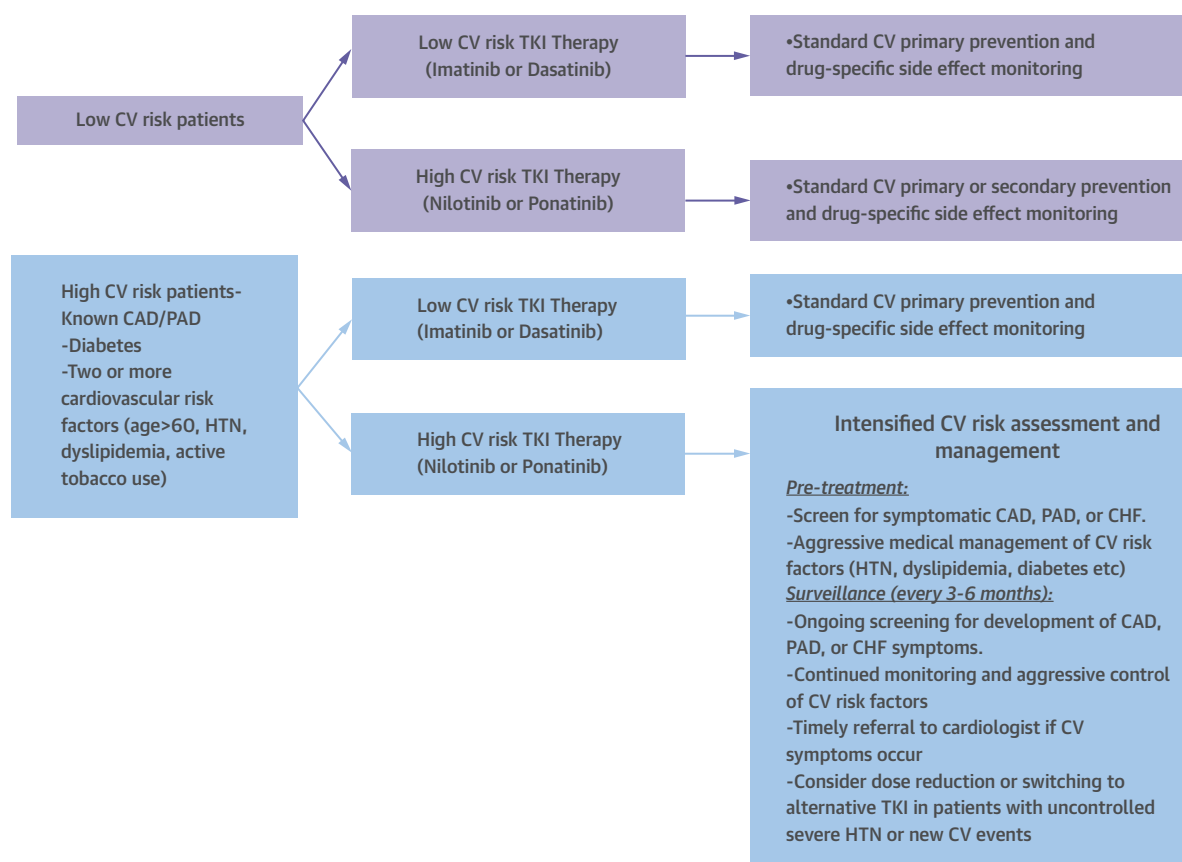 Low CV risk patients
Low CV risk TKI Therapy
(Imatinib or Dasatinib)
•Standard CV primary prevention and
drug-specific side effect monitoring
High CV risk TKI Therapy
(Nilotinib or Ponatinib)
•Standard CV primary or secondary prevention
and drug-specific side effect monitoring
High CV risk patients-
Known CAD/PAD
-Diabetes
-Two or more
cardiovascular risk
factors (age>60, HTN,
dyslipidemia, active
tobacco use)
Low CV risk TKI Therapy
(Imatinib or Dasatinib)
•Standard CV primary prevention and
drug-specific side effect monitoring
High CV risk TKI Therapy
(Nilotinib or Ponatinib)
Intensified CV risk assessment and
management
Pre-treatment:
-Screen for symptomatic CAD, PAD, or CHF.
-Aggressive medical management of CV risk
factors (HTN, dyslipidemia, diabetes etc)
Surveillance (every 3-6 months):
-Ongoing screening for development of CAD,
PAD, or CHF symptoms.
-Continued monitoring and aggressive control
of CV risk factors
-Timely referral to cardiologist if CV
symptoms occur
-Consider dose reduction or switching to
alternative TKI in patients with uncontrolled
severe HTN or new CV events